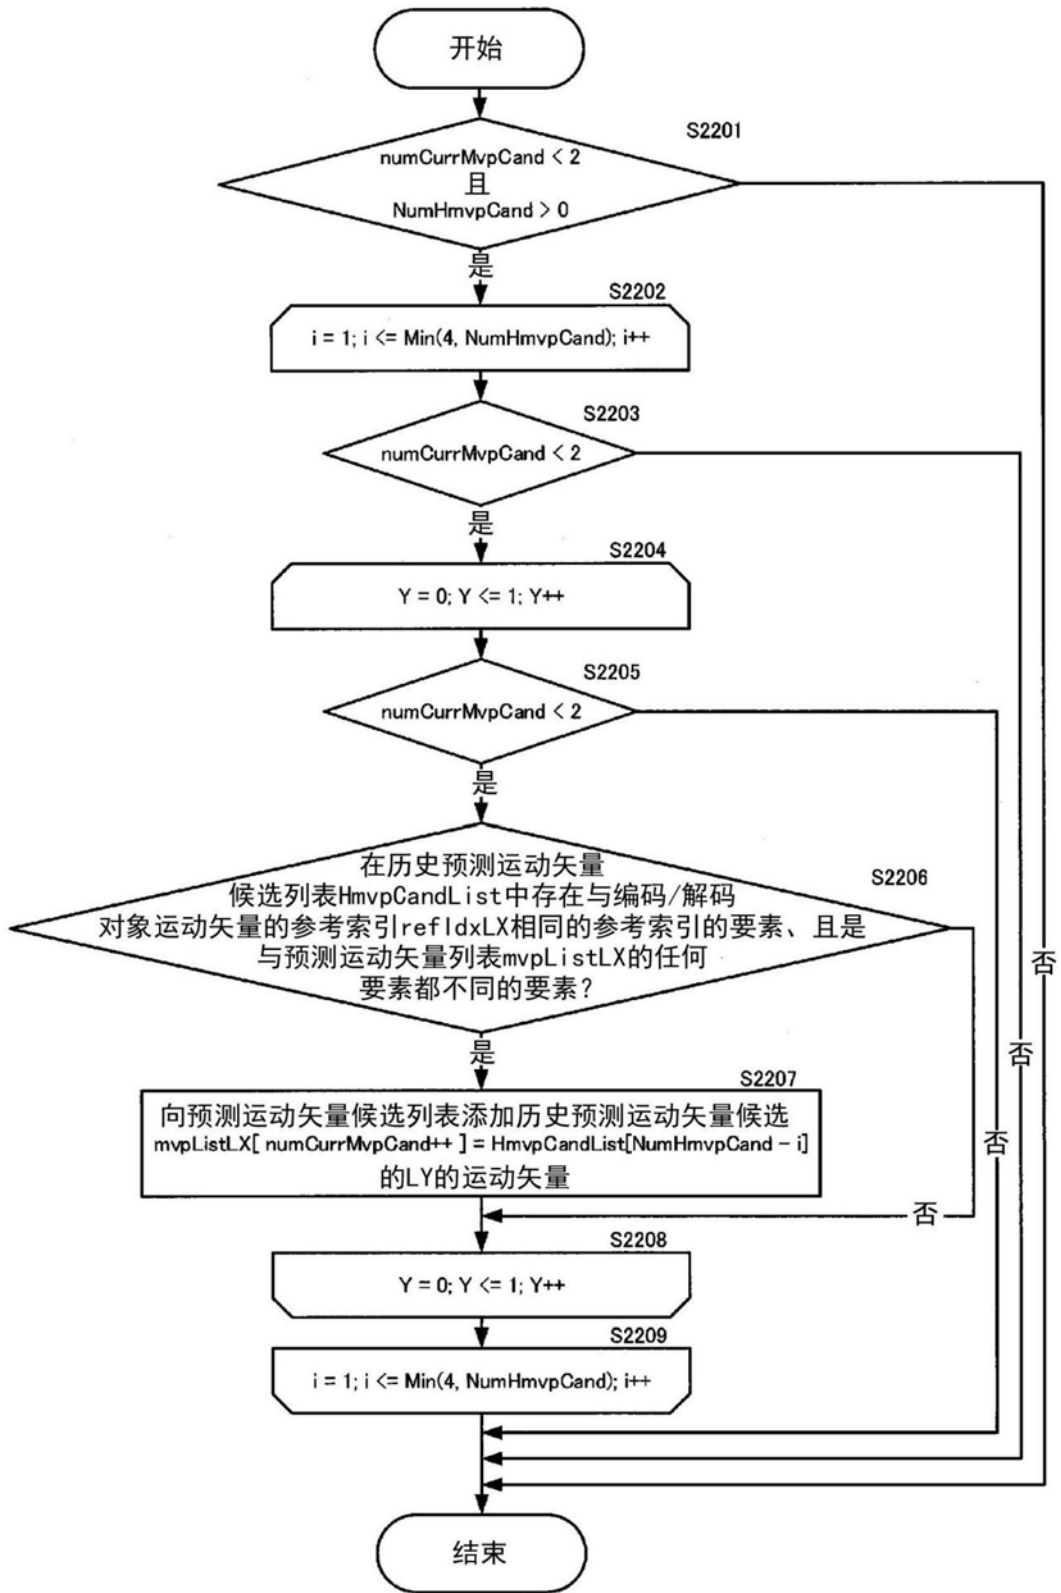 开始
S2201
numCurrMvpCand < 2
且
NumHmvpCand > 0
是
S2202
i = 1; i <= Min(4, NumHmvpCand); i++
S2203
numCurrMvpCand < 2
是
S2204
Y = 0; Y <= 1; Y++
S2205
numCurrMvpCand < 2
是
在历史预测运动矢量
S2206
候选列表HmvpCandList中存在与编码/解码
对象运动矢量的参考索引refIdxLX相同的参考索引的要素、且是
与预测运动矢量列表mvpListLX的任何
要素都不同的要素?
否
是
否
S2207
向预测运动矢量候选列表添加历史预测运动矢量候选
mvpListLX[ numCurrMvpCand++ ] = HmvpCandList[NumHmvpCand - i]
的LY的运动矢量
否
否
S2208
Y = 0; Y <= 1; Y++
S2209
i = 1; i <= Min(4, NumHmvpCand); i++
结束